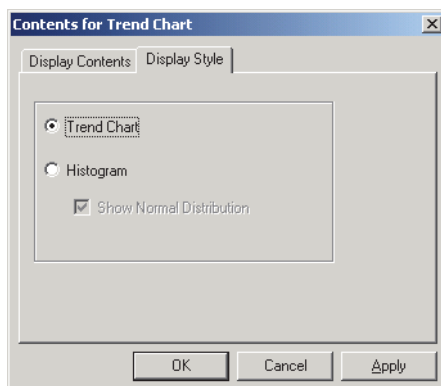 Contents for Trend Chart
Display Contents Display Style
Trend Chart
Histogram
Show Normal Distribution
OK Cancel Apply